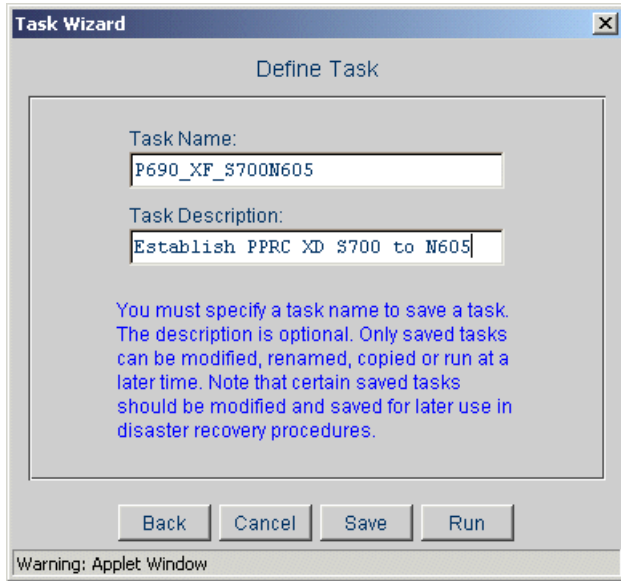 Task Wizard
Define Task
Task Name:
P690_XF_S700N605
Task Description:
Establish PPRC XD S700 to N605
You must specify a task name to save a task.
The description is optional. Only saved tasks
can be modified, renamed, copied or run at a
later time. Note that certain saved tasks
should be modified and saved for later use in
disaster recovery procedures.
Back Cancel Save Run
Warning: Applet Window